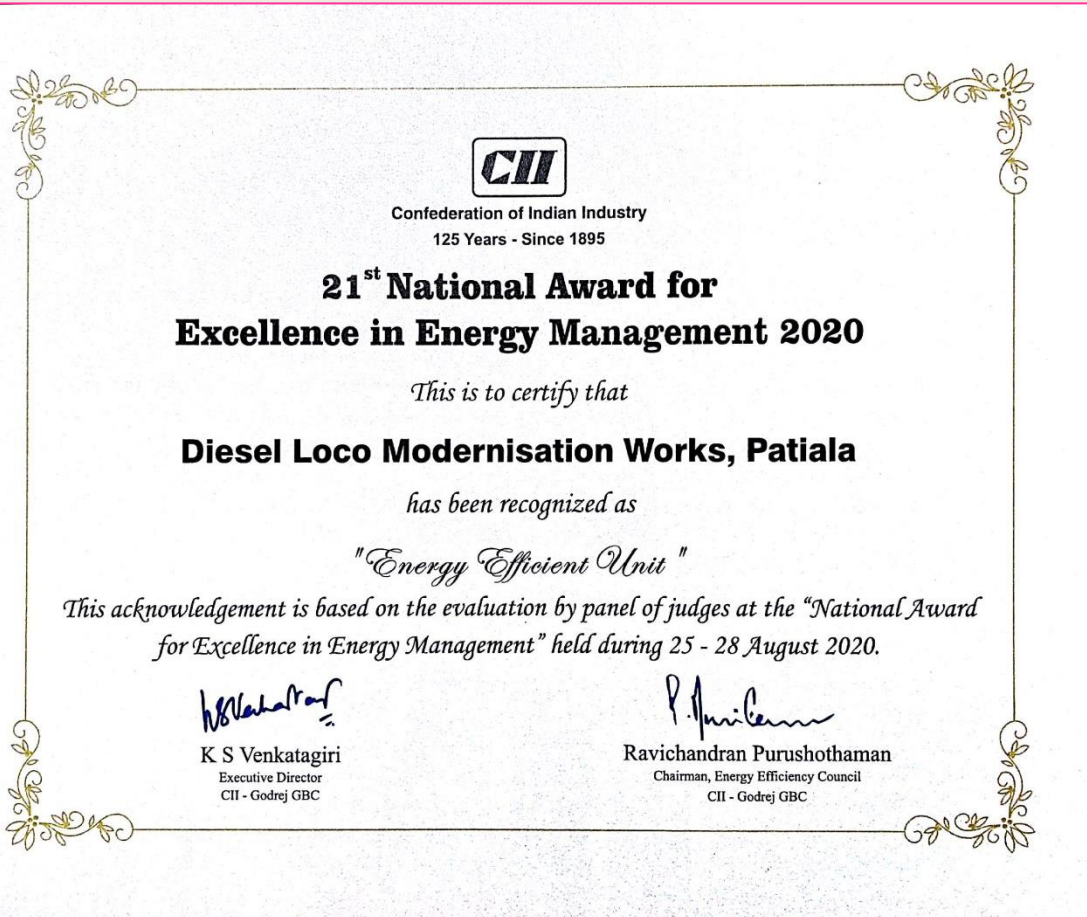 CII
Confederation of Indian Industry
125 Years - Since 1895
21st National Award for
Excellence in Energy Management 2020
This is to certify that
Diesel Loco Modernisation Works, Patiala
has been recognized as
"Energy Efficient Unit "
This acknowledgement is based on the evaluation by panel of judges at the “National Award
for Excellence in Energy Management” held during 25 - 28 August 2020.
K S Venkatagiri
Executive Director
CII - Godrej GBC
Ravichandran Purushothaman
Chairman, Energy Efficiency Council
CII - Godrej GBC